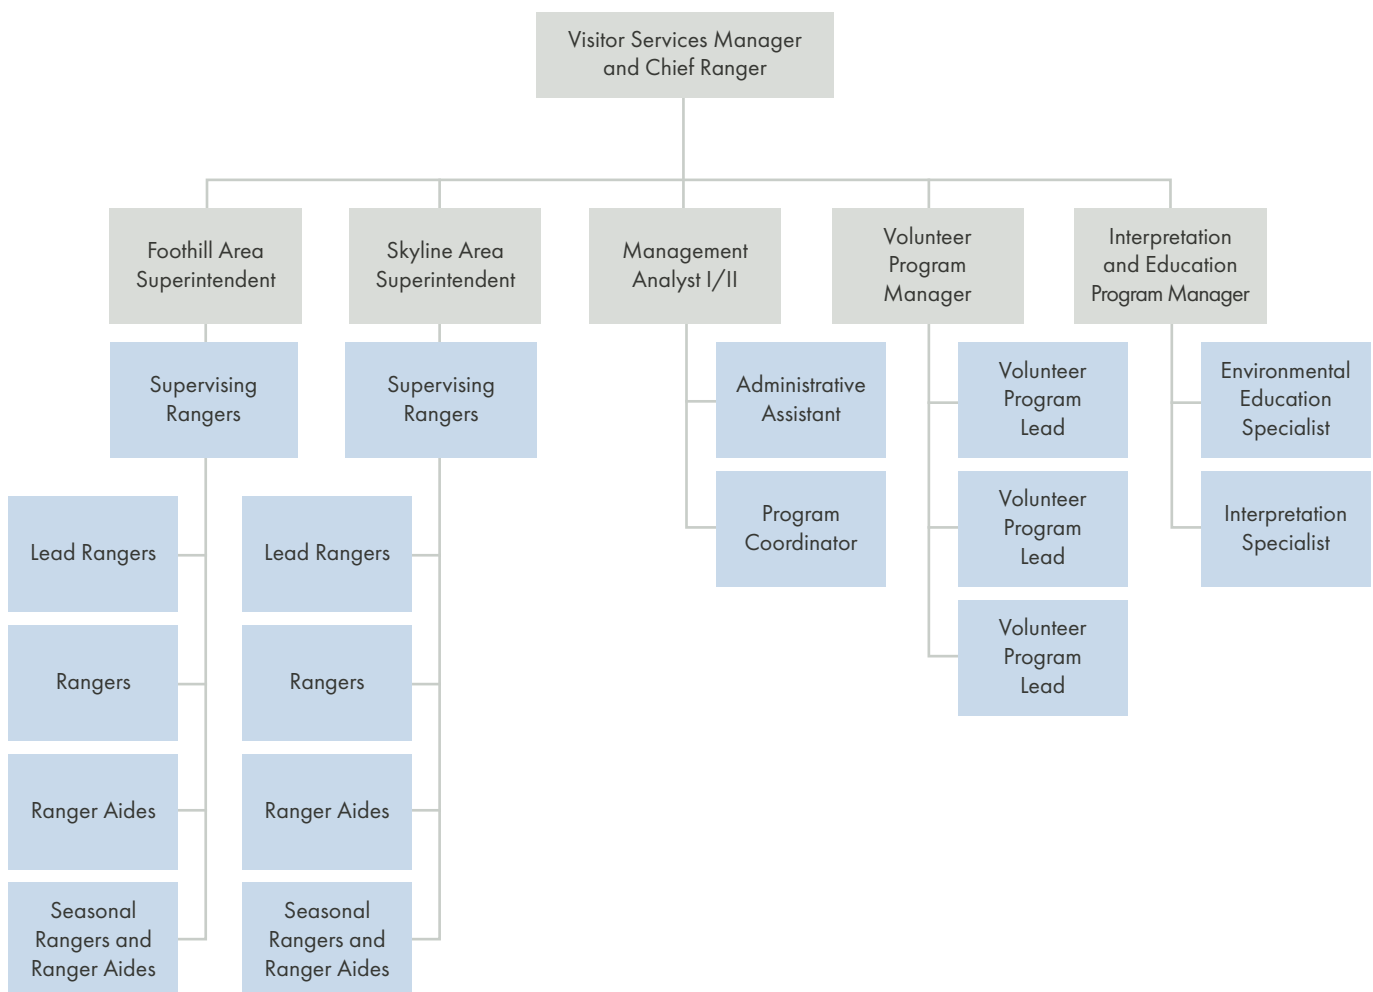 Visitor Services Manager
and Chief Ranger
Foothill Area
Superintendent
Skyline Area
Superintendent
Management
Analyst I/II
Volunteer
Program
Manager
Interpretation
and Education
Program Manager
Supervising
Rangers
Supervising
Rangers
Administrative
Assistant
Volunteer
Program
Lead
Environmental
Education
Specialist
Lead Rangers
Lead Rangers
Program
Coordinator
Volunteer
Program
Lead
Interpretation
Specialist
Rangers
Rangers
Volunteer
Program
Lead
Ranger Aides
Ranger Aides
Seasonal
Rangers and
Ranger Aides
Seasonal
Rangers and
Ranger Aides